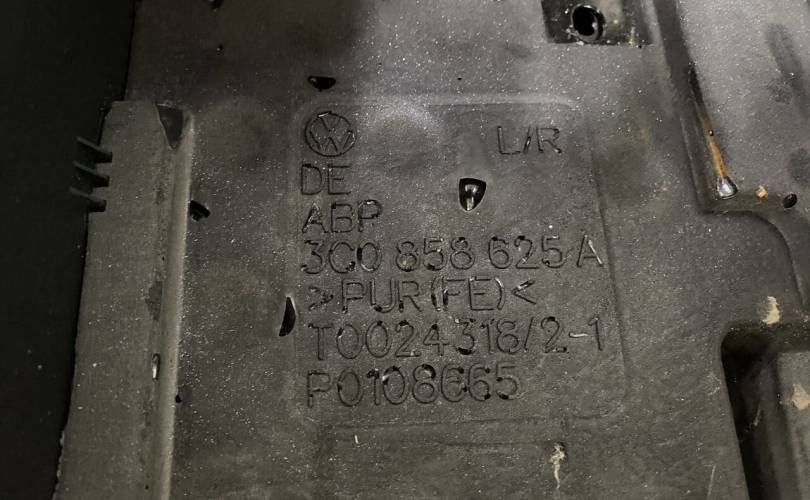 L/R
DE
ABP
3C0 858 625 A
>PUR(FE)<
T0024318/2-1
P0108665